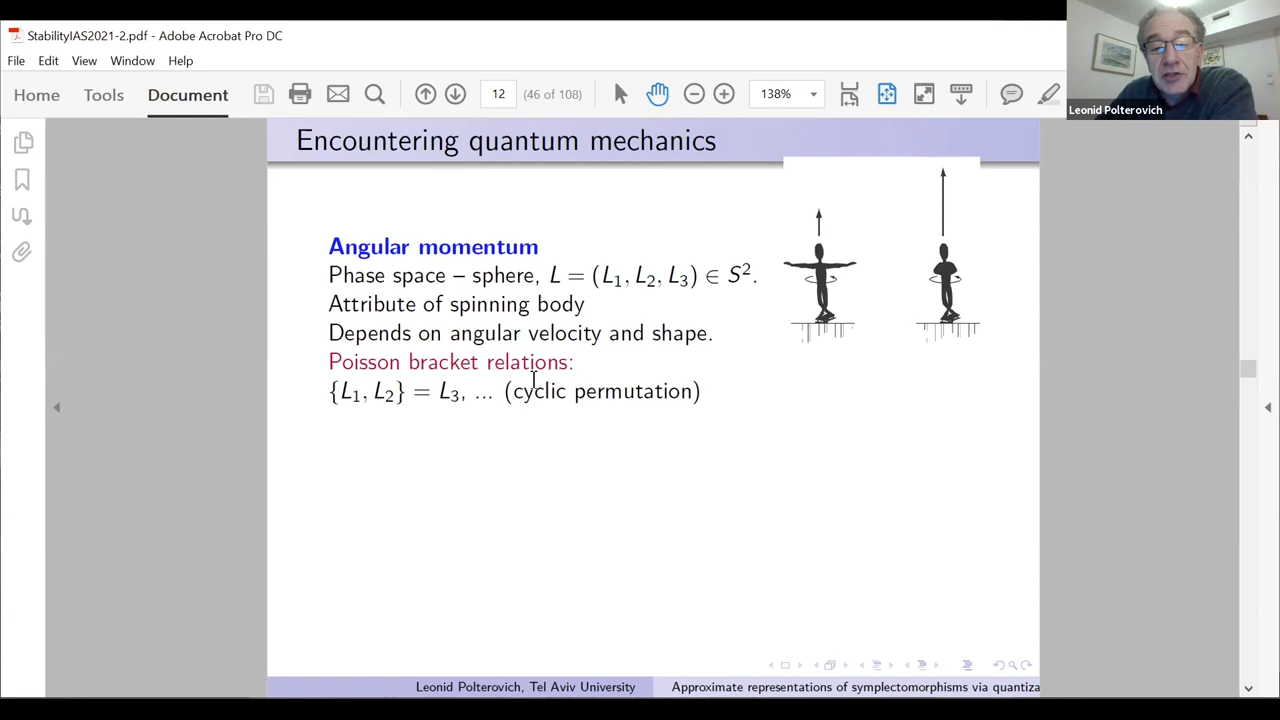 StabilityIAS2021-2.pdf - Adobe Acrobat Pro DC
File Edit View Window Help
Home Tools Document 12 (46 of 108) 138%
Leonid Polterovich
Encountering quantum mechanics
Angular momentum
Phase space – sphere, L = (L₁, L₂, L₃) ∈ S².
Attribute of spinning body
Depends on angular velocity and shape.
Poisson bracket relations:
{L₁, L₂} = L₃, ... (cyclic permutation)
Leonid Polterovich, Tel Aviv University Approximate representations of symplectomorphisms via quantiza